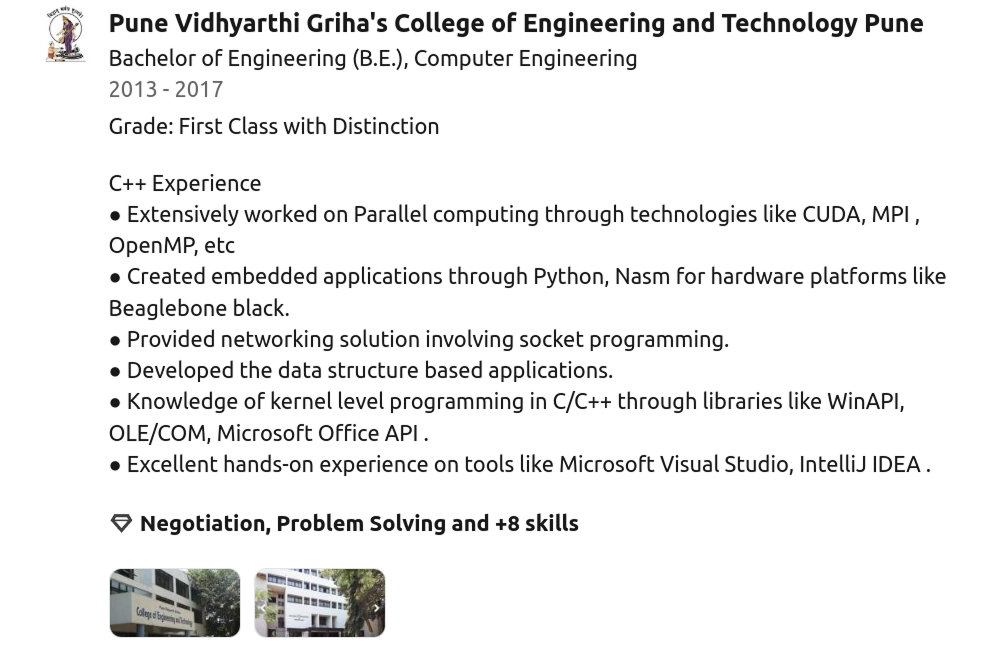 Pune Vidhyarthi Griha's College of Engineering and Technology Pune
Bachelor of Engineering (B.E.), Computer Engineering
2013 - 2017
Grade: First Class with Distinction
C++ Experience
● Extensively worked on Parallel computing through technologies like CUDA, MPI ,
OpenMP, etc
● Created embedded applications through Python, Nasm for hardware platforms like
Beaglebone black.
● Provided networking solution involving socket programming.
● Developed the data structure based applications.
● Knowledge of kernel level programming in C/C++ through libraries like WinAPI,
OLE/COM, Microsoft Office API .
● Excellent hands-on experience on tools like Microsoft Visual Studio, IntelliJ IDEA .
Negotiation, Problem Solving and +8 skills
College of Engineering and Technology